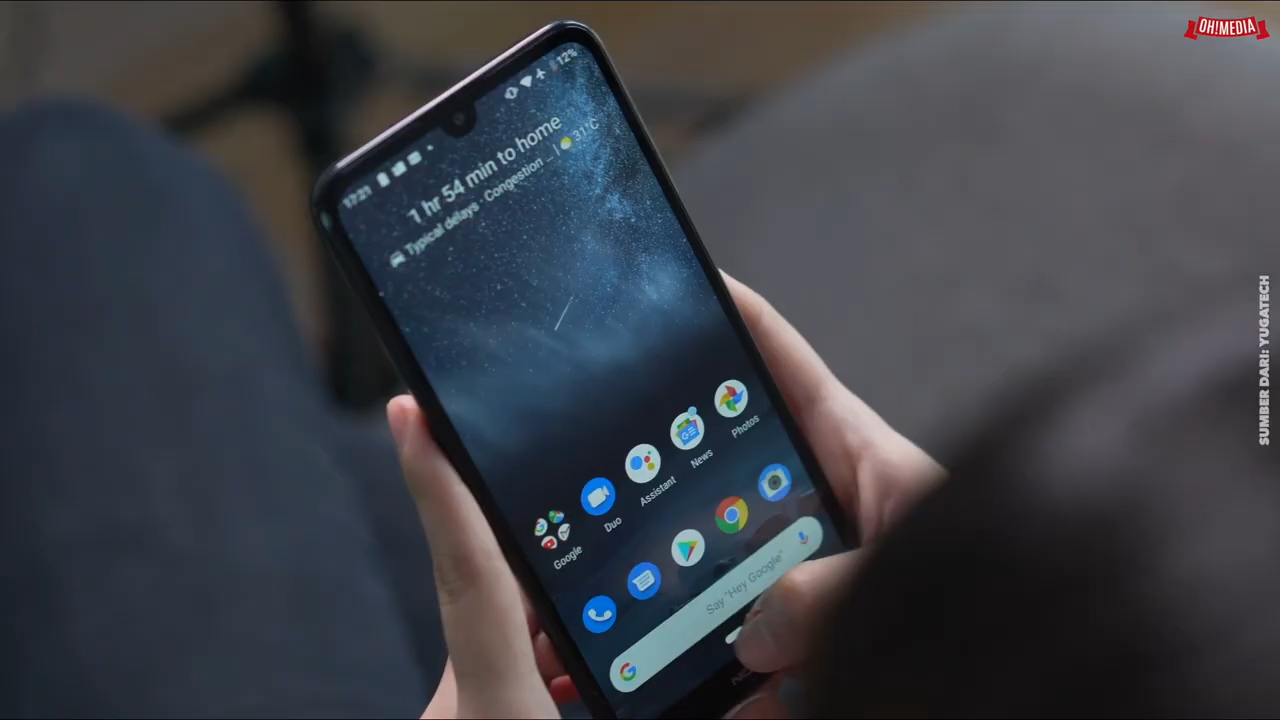 OH!MEDIA
17:21
12%
1 hr 54 min to home
Typical delays · Congestion ... | 31°C
Photos
News
Assistant
Duo
Google
Say "Hey Google"
SUMBER DARI: YUGATECH